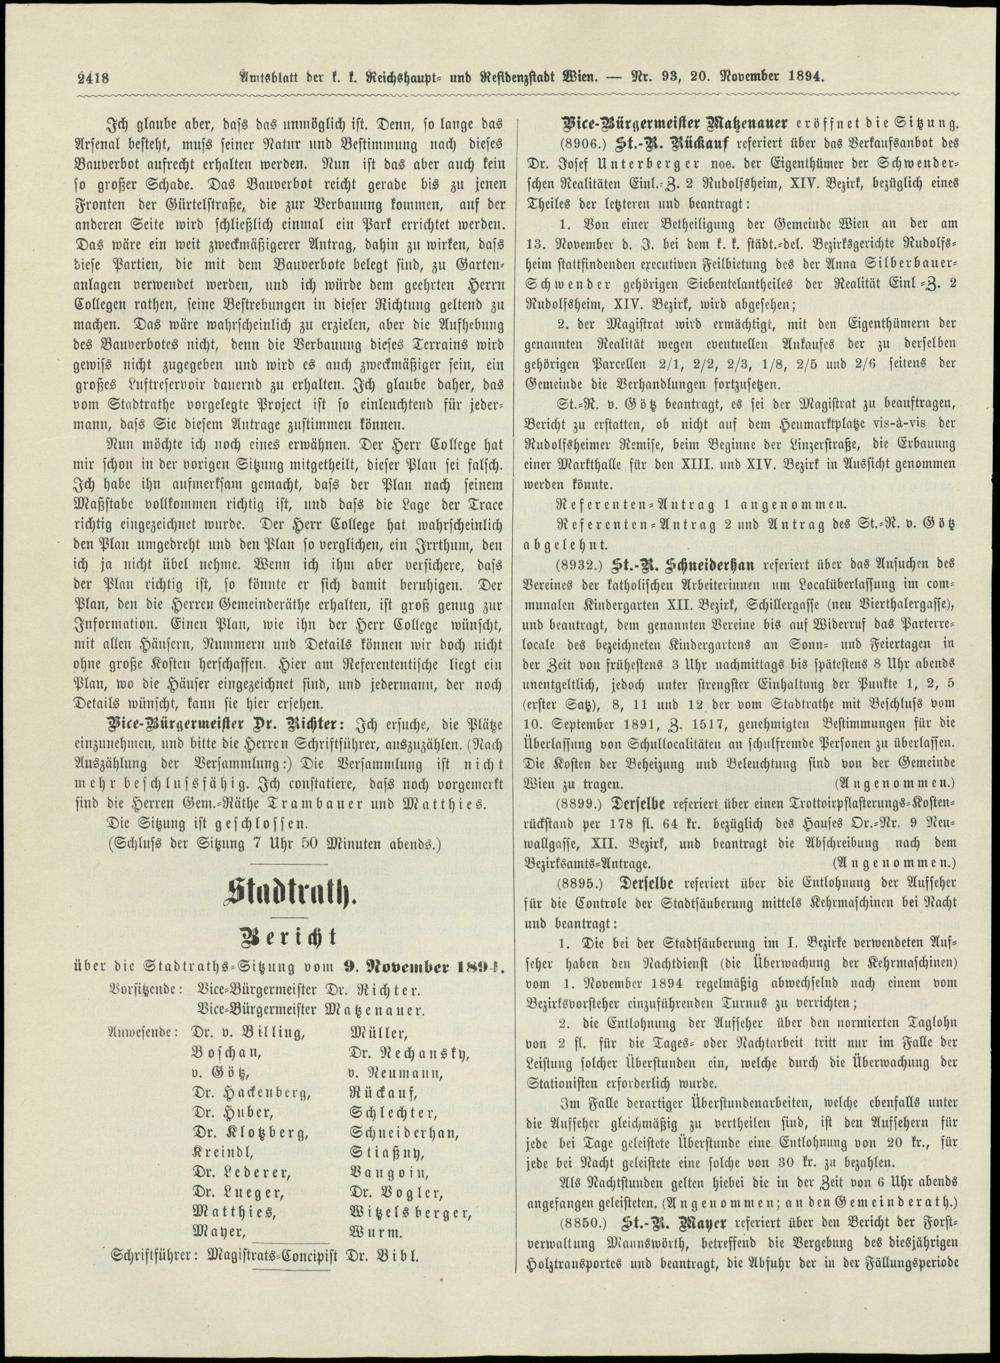 2418
Amtsblatt der k. k. Reichshaupt- und Residenzstadt Wien. — Nr. 93, 20. November 1894.
Ich glaube aber, dass das unmöglich ist. Denn, so lange das
Arsenal besteht, muss seiner Natur und Bestimmung nach dieses
Bauverbot aufrecht erhalten werden. Nun ist das aber auch kein
so großer Schade. Das Bauverbot reicht gerade bis zu jenen
Fronten der Gürtelstraße, die zur Verbauung kommen, auf der
anderen Seite wird schließlich einmal ein Park errichtet werden.
Das wäre ein weit zweckmäßigerer Antrag, dahin zu wirken, dass
diese Partien, die mit dem Bauverbote belegt sind, zu Garten-
anlagen verwendet werden, und ich würde dem geehrten Herrn
Collegen rathen, seine Bestrebungen in dieser Richtung geltend zu
machen. Das wäre wahrscheinlich zu erzielen, aber die Aufhebung
des Bauverbotes nicht, denn die Verbauung dieses Terrains wird
gewiss nicht zugegeben und wird es auch zweckmäßiger sein, ein
großes Luftreservoir dauernd zu erhalten. Ich glaube daher, das
vom Stadtrathe vorgelegte Project ist so einleuchtend für jeder-
mann, dass Sie diesem Antrage zustimmen können.
Nun möchte ich noch eines erwähnen. Der Herr College hat
mir schon in der vorigen Sitzung mitgetheilt, dieser Plan sei falsch.
Ich habe ihn aufmerksam gemacht, dass der Plan nach seinem
Maßstabe vollkommen richtig ist, und dass die Lage der Trace
richtig eingezeichnet wurde. Der Herr College hat wahrscheinlich
den Plan umgedreht und den Plan so verglichen, ein Irrthum, den
ich ja nicht übel nehme. Wenn ich ihm aber versichere, dass
der Plan richtig ist, so könnte er sich damit beruhigen. Der
Plan, den die Herren Gemeinderäthe erhalten, ist groß genug zur
Information. Einen Plan, wie ihn der Herr College wünscht,
mit allen Häusern, Nummern und Details können wir doch nicht
ohne große Kosten herschaffen. Hier am Referententische liegt ein
Plan, wo die Häuser eingezeichnet sind, und jedermann, der noch
Details wünscht, kann sie hier ersehen.
Vice-Bürgermeister Dr. Richter: Ich ersuche, die Plätze
einzunehmen, und bitte die Herren Schriftführer, auszuzählen. (Nach
Auszählung der Versammlung:) Die Versammlung ist nicht
mehr beschlussfähig. Ich constatiere, dass noch vorgemerkt
sind die Herren Gem.-Räthe Trambauer und Matthies.
Die Sitzung ist geschlossen.
(Schluss der Sitzung 7 Uhr 50 Minuten abends.)
Stadtrath.
Bericht
über die Stadtraths-Sitzung vom 9. November 1894.
Vorsitzende: Vice-Bürgermeister Dr. Richter.
Vice-Bürgermeister Matzenauer.
Anwesende: Dr. v. Billing, Müller,
Boschan, Dr. Nechansky,
v. Götz, v. Neumann,
Dr. Hackenberg, Rückauf,
Dr. Huber, Schlechter,
Dr. Klotzberg, Schneiderhan,
Kreindl, Stiaßny,
Dr. Lederer, Vaugoin,
Dr. Lueger, Dr. Vogler,
Matthies, Witzelsberger,
Mayer, Wurm.
Schriftführer: Magistrats-Concipist Dr. Bibl.
Vice-Bürgermeister Matzenauer eröffnet die Sitzung.
(8906.) St.-R. Rückauf referiert über das Verkaufsanbot des
Dr. Josef Unterberger noe. der Eigenthümer der Schwender-
schen Realitäten Einl.-Z. 2 Rudolfsheim, XIV. Bezirk, bezüglich eines
Theiles der letzteren und beantragt:
1. Von einer Betheiligung der Gemeinde Wien an der am
13. November d. J. bei dem k. k. städt.-del. Bezirksgerichte Rudolfs-
heim stattfindenden executiven Feilbietung des der Anna Silberbauer-
Schwender gehörigen Siebentelantheiles der Realität Einl.-Z. 2
Rudolfsheim, XIV. Bezirk, wird abgesehen;
2. der Magistrat wird ermächtigt, mit den Eigenthümern der
genannten Realität wegen eventuellen Ankaufes der zu derselben
gehörigen Parcellen 2/1, 2/2, 2/3, 1/8, 2/5 und 2/6 seitens der
Gemeinde die Verhandlungen fortzusetzen.
St.-R. v. Götz beantragt, es sei der Magistrat zu beauftragen,
Bericht zu erstatten, ob nicht auf dem Heumarktplatze vis-à-vis der
Rudolfsheimer Remise, beim Beginne der Linzerstraße, die Erbauung
einer Markthalle für den XIII. und XIV. Bezirk in Aussicht genommen
werden könnte.
Referenten-Antrag 1 angenommen.
Referenten-Antrag 2 und Antrag des St.-R. v. Götz
abgelehnt.
(8932.) St.-R. Schneiderhan referiert über das Ansuchen des
Vereines der katholischen Arbeiterinnen um Localüberlassung im com-
munalen Kindergarten XII. Bezirk, Schillergasse (neu Vierthalergasse),
und beantragt, dem genannten Vereine bis auf Widerruf das Parterre-
locale des bezeichneten Kindergartens an Sonn- und Feiertagen in
der Zeit von frühestens 3 Uhr nachmittags bis spätestens 8 Uhr abends
unentgeltlich, jedoch unter strengster Einhaltung der Punkte 1, 2, 5
(erster Satz), 8, 11 und 12 der vom Stadtrathe mit Beschluss vom
10. September 1891, Z. 1517, genehmigten Bestimmungen für die
Überlassung von Schullocalitäten an schulfremde Personen zu überlassen.
Die Kosten der Beheizung und Beleuchtung sind von der Gemeinde
Wien zu tragen. (Angenommen.)
(8899.) Derselbe referiert über einen Trottoirpflasterungs-Kosten-
rückstand per 178 fl. 64 kr. bezüglich des Hauses Or.-Nr. 9 Neu-
wallgasse, XII. Bezirk, und beantragt die Abschreibung nach dem
Bezirksamts-Antrage. (Angenommen.)
(8895.) Derselbe referiert über die Entlohnung der Aufseher
für die Controle der Stadtsäuberung mittels Kehrmaschinen bei Nacht
und beantragt:
1. Die bei der Stadtsäuberung im I. Bezirke verwendeten Auf-
seher haben den Nachtdienst (die Überwachung der Kehrmaschinen)
vom 1. November 1894 regelmäßig abwechselnd nach einem vom
Bezirksvorsteher einzuführenden Turnus zu verrichten;
2. die Entlohnung der Aufseher über den normierten Taglohn
von 2 fl. für die Tages- oder Nachtarbeit tritt nur im Falle der
Leistung solcher Überstunden ein, welche durch die Überwachung der
Stationisten erforderlich wurde.
Im Falle derartiger Überstundenarbeiten, welche ebenfalls unter
die Aufseher gleichmäßig zu vertheilen sind, ist den Aufsehern für
jede bei Tage geleistete Überstunde eine Entlohnung von 20 kr., für
jede bei Nacht geleistete eine solche von 30 kr. zu bezahlen.
Als Nachtstunden gelten hiebei die in der Zeit von 6 Uhr abends
angefangen geleisteten. (Angenommen; an den Gemeinderath.)
(8850.) St.-R. Mayer referiert über den Bericht der Forst-
verwaltung Mannswörth, betreffend die Vergebung des diesjährigen
Holztransportes und beantragt, die Abfuhr der in der Fällungsperiode